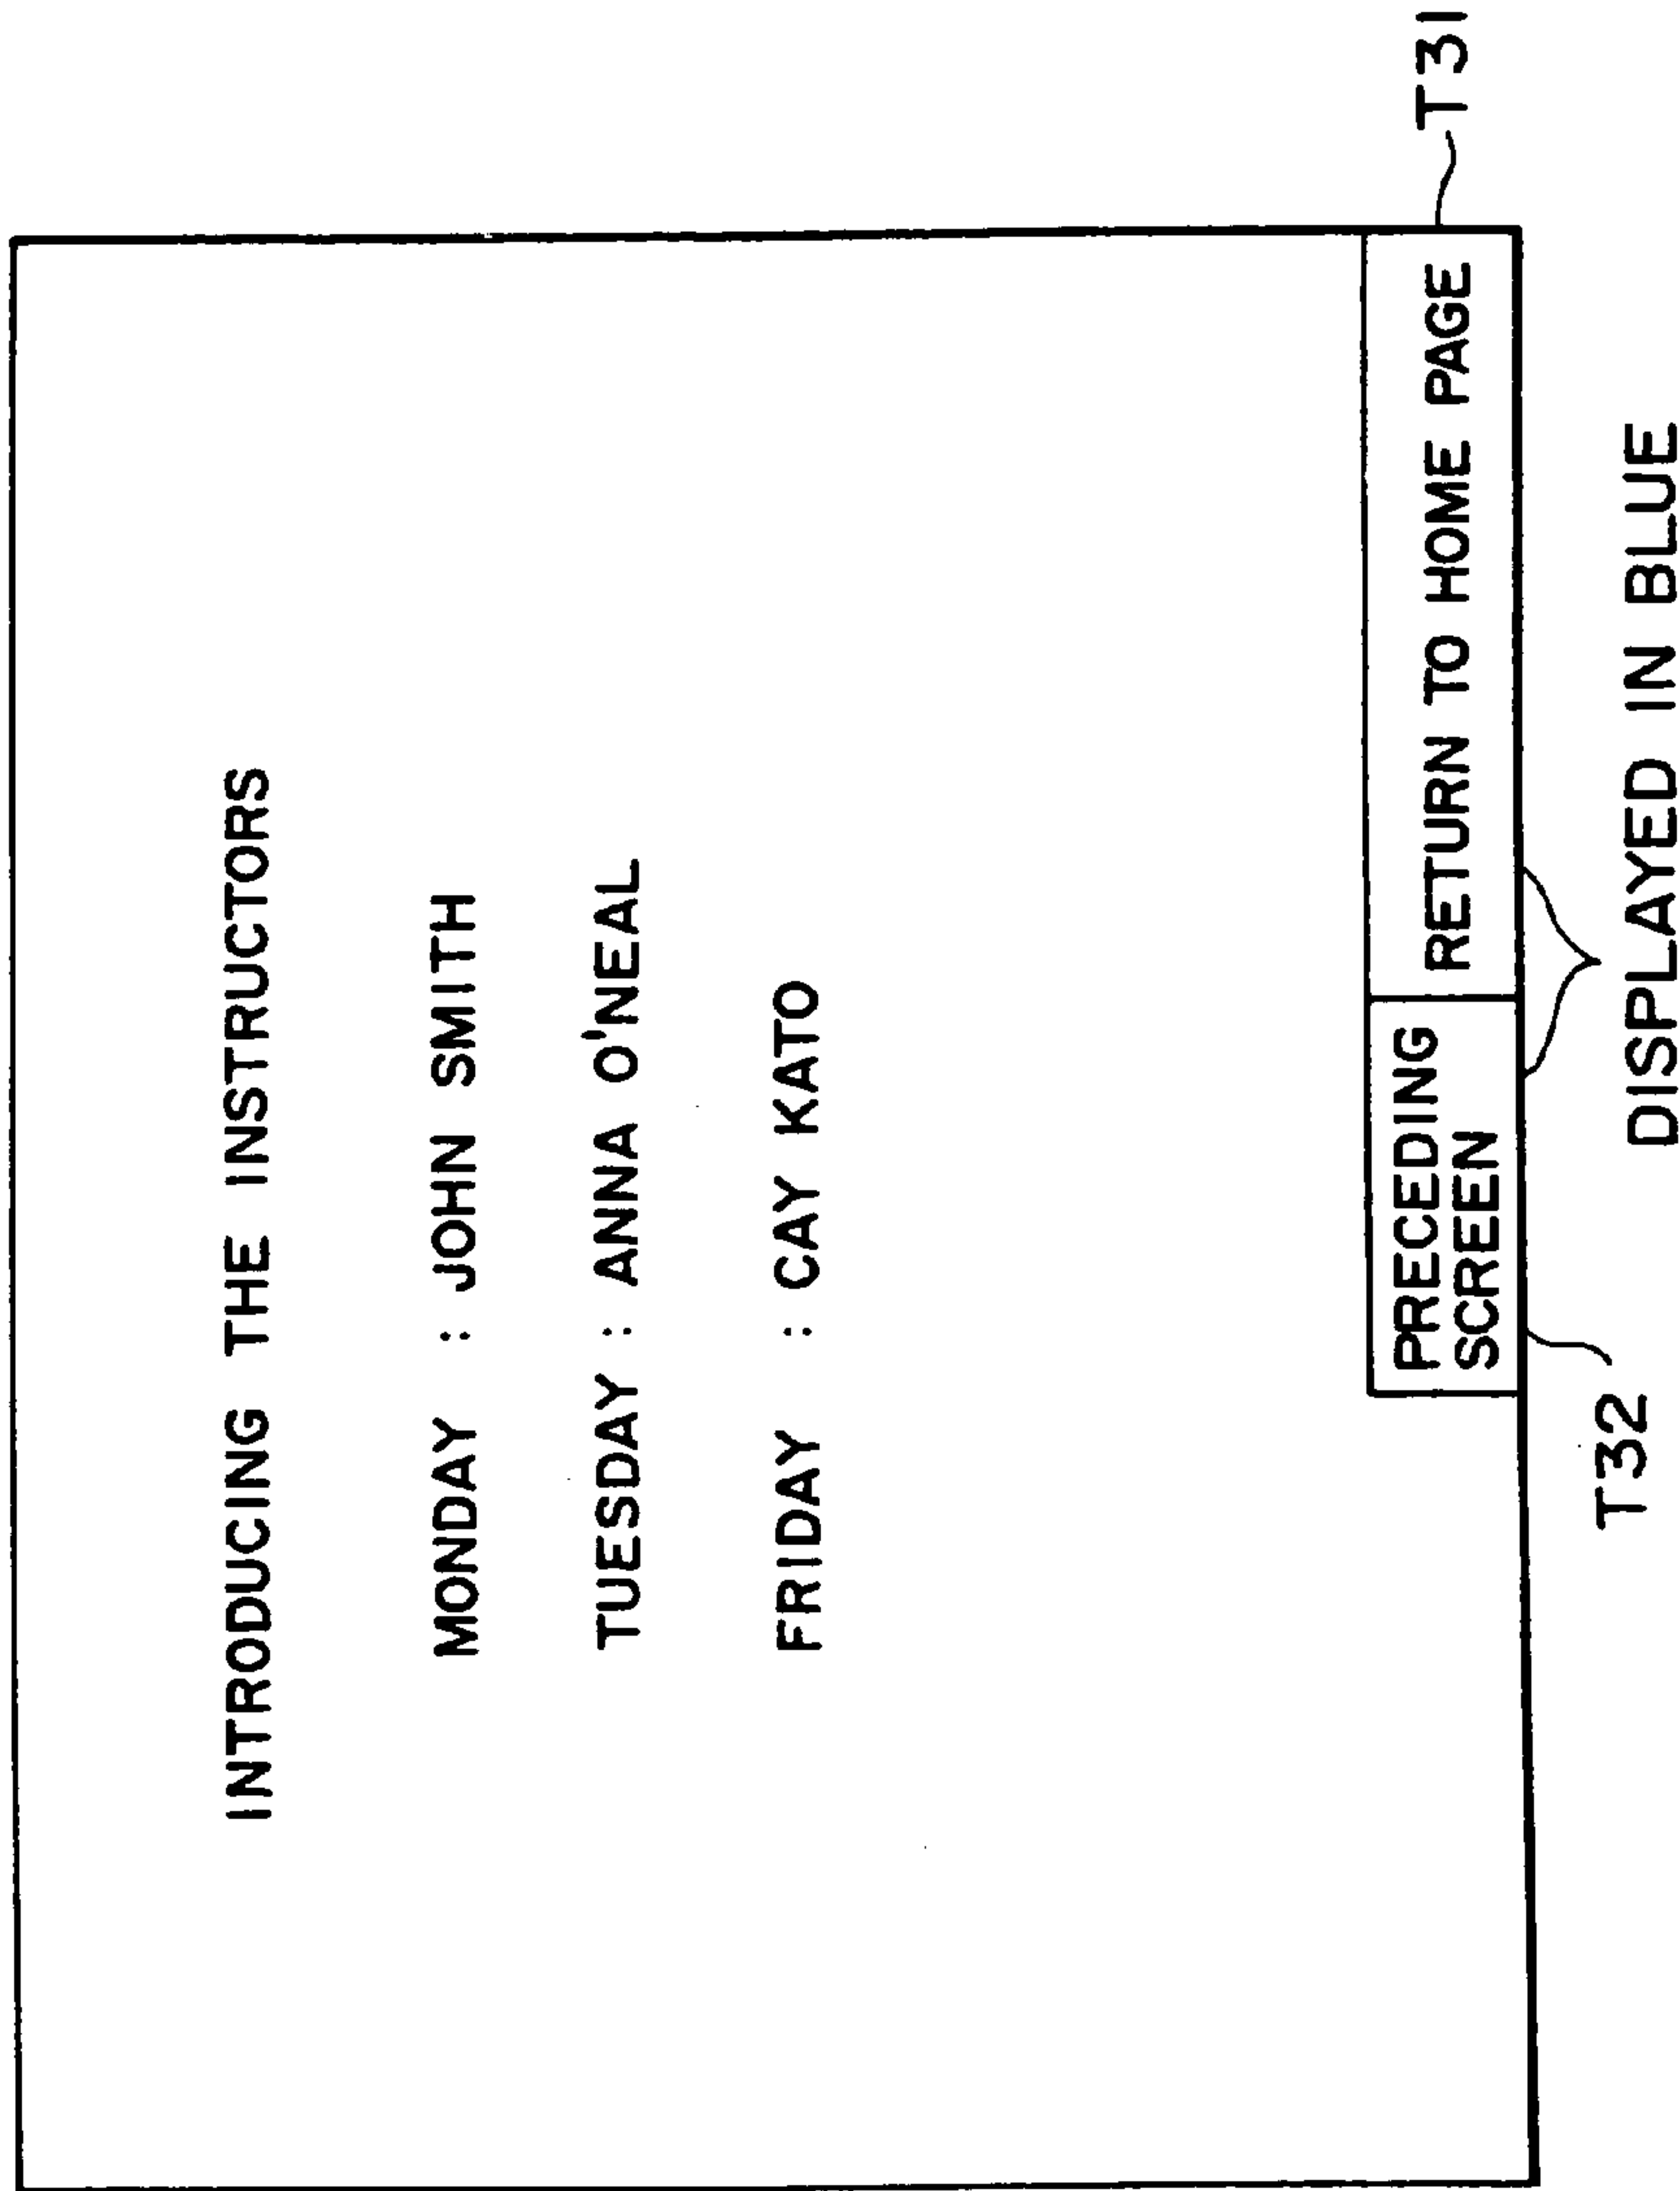 INTRODUCING THE INSTRUCTORS
MONDAY : JOHN SMITH
TUESDAY : ANNA O'NEAL
FRIDAY : CAY KATO
PRECEDING
SCREEN
RETURN TO HOME PAGE
T31
T32
DISPLAYED IN BLUE